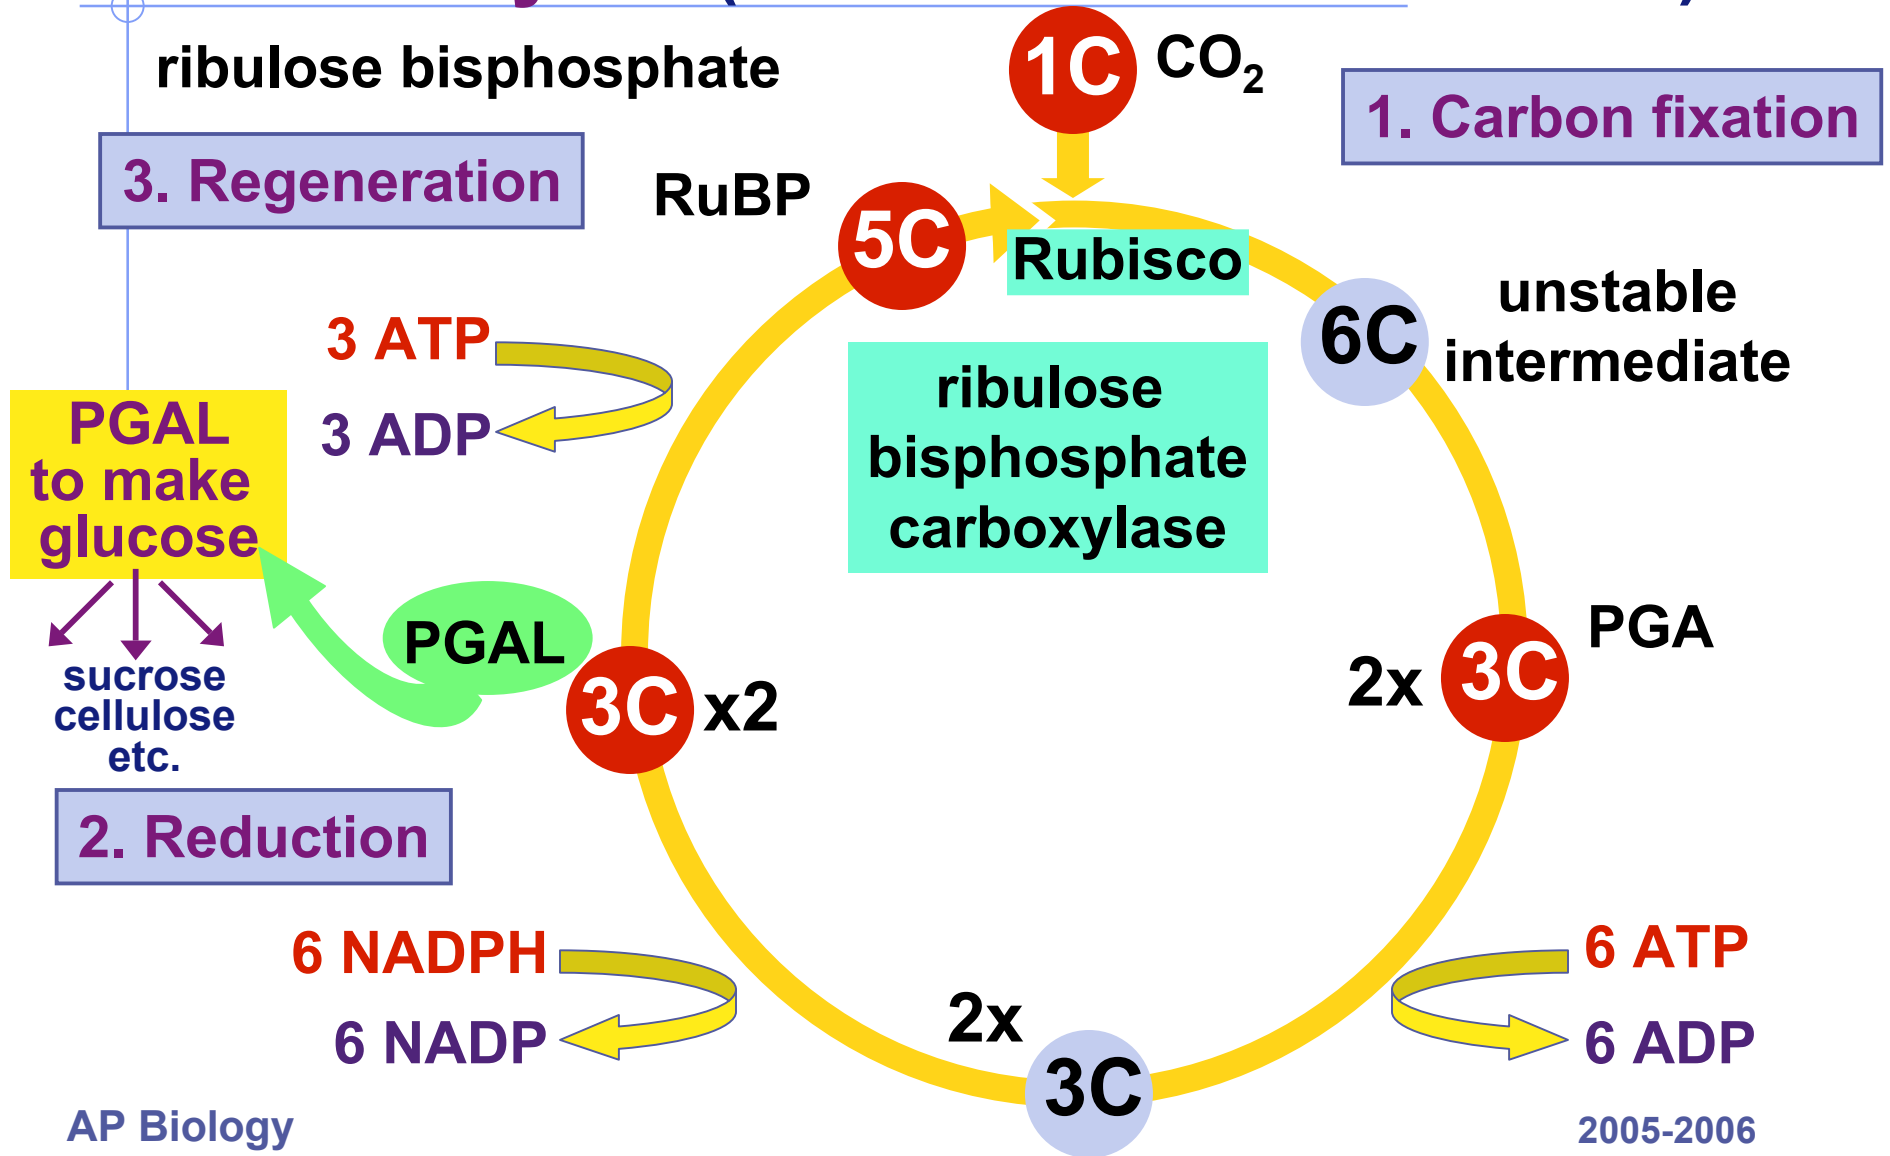 ribulose bisphosphate
1C
CO₂
1. Carbon fixation
3. Regeneration
RuBP
5C
Rubisco
6C
unstable
intermediate
3 ATP
3 ADP
ribulose
bisphosphate
carboxylase
PGAL
to make
glucose
sucrose
cellulose
etc.
PGAL
3C
x2
2x
3C
PGA
2. Reduction
6 NADPH
6 NADP
2x
3C
6 ATP
6 ADP
AP Biology
2005-2006